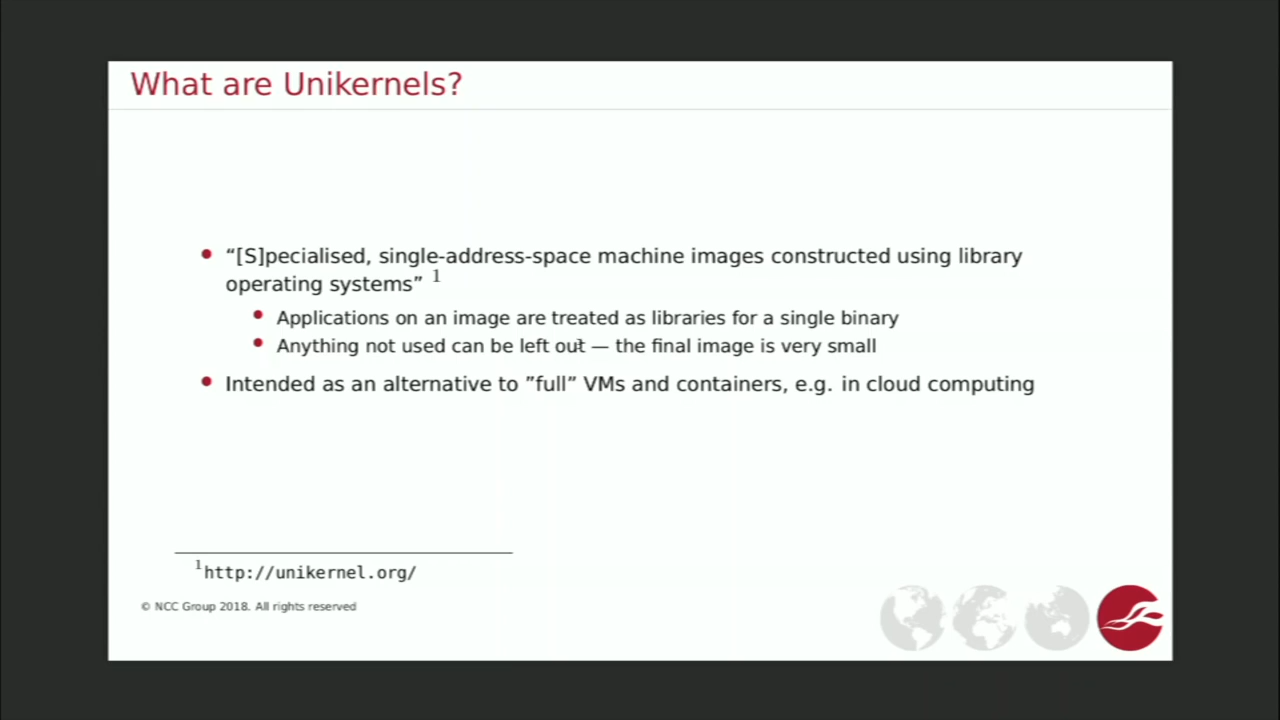 What are Unikernels?
• “[S]pecialised, single-address-space machine images constructed using library
operating systems” 1
• Applications on an image are treated as libraries for a single binary
• Anything not used can be left out — the final image is very small
• Intended as an alternative to ”full” VMs and containers, e.g. in cloud computing
1http://unikernel.org/
© NCC Group 2018. All rights reserved